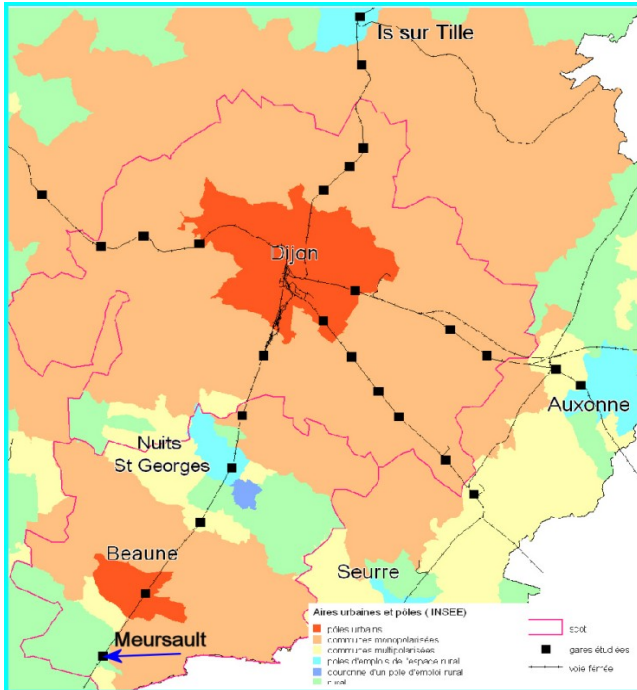 Is sur Tille
Dijon
Auxonne
Nuits
St Georges
Beaune
Seurre
Meursault
Aires urbaines et pôles ( INSEE)
pôles urbains
communes monopolarisées
communes multipolarisées
pôles d'emplois de l'espace rural
couronne d'un pole d'emploi rural
rural
scot
gares étudiées
voie ferrée